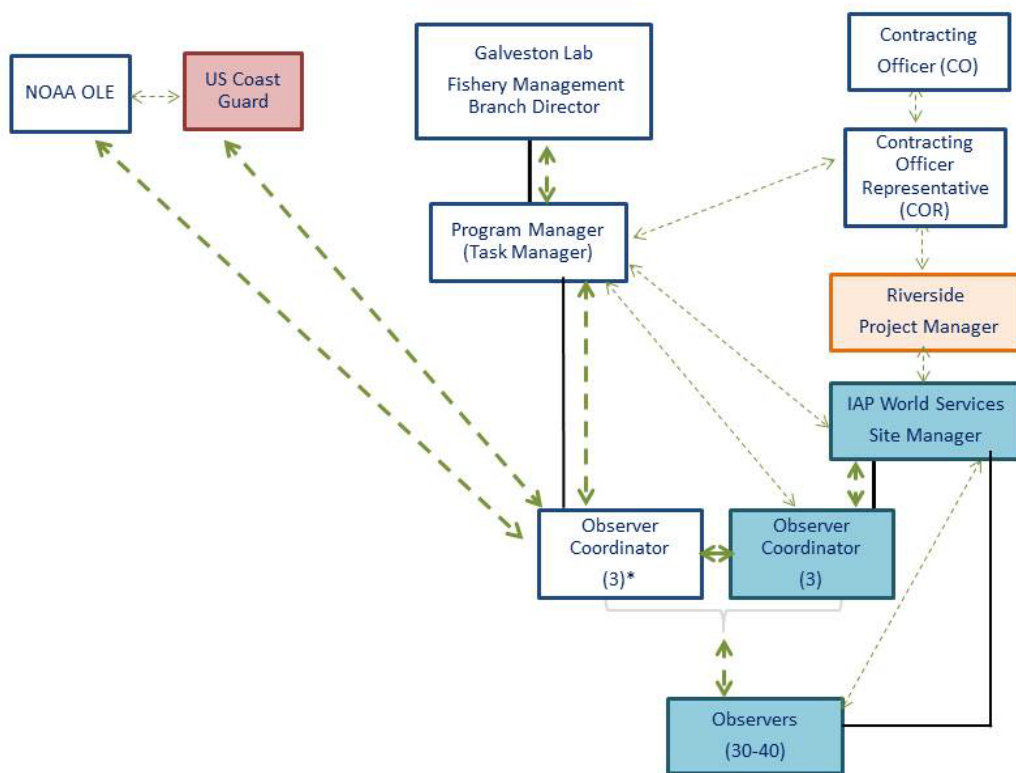 NOAA OLE
US Coast
Guard
Galveston Lab
Fishery Management
Branch Director
Contracting
Officer (CO)
Contracting
Officer
Representative
(COR)
Program Manager
(Task Manager)
Riverside
Project Manager
IAP World Services
Site Manager
Observer
Coordinator
(3)*
Observer
Coordinator
(3)
Observers
(30-40)